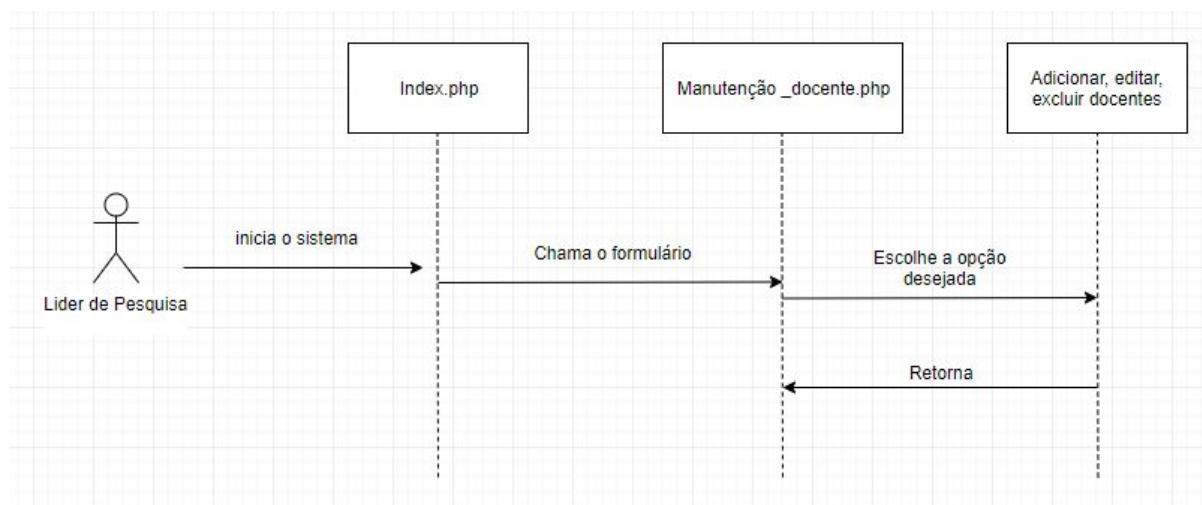 Index.php
Manutenção _docente.php
Adicionar, editar,
excluir docentes
inicia o sistema
Chama o formulário
Escolhe a opção
desejada
Lider de Pesquisa
Retorna